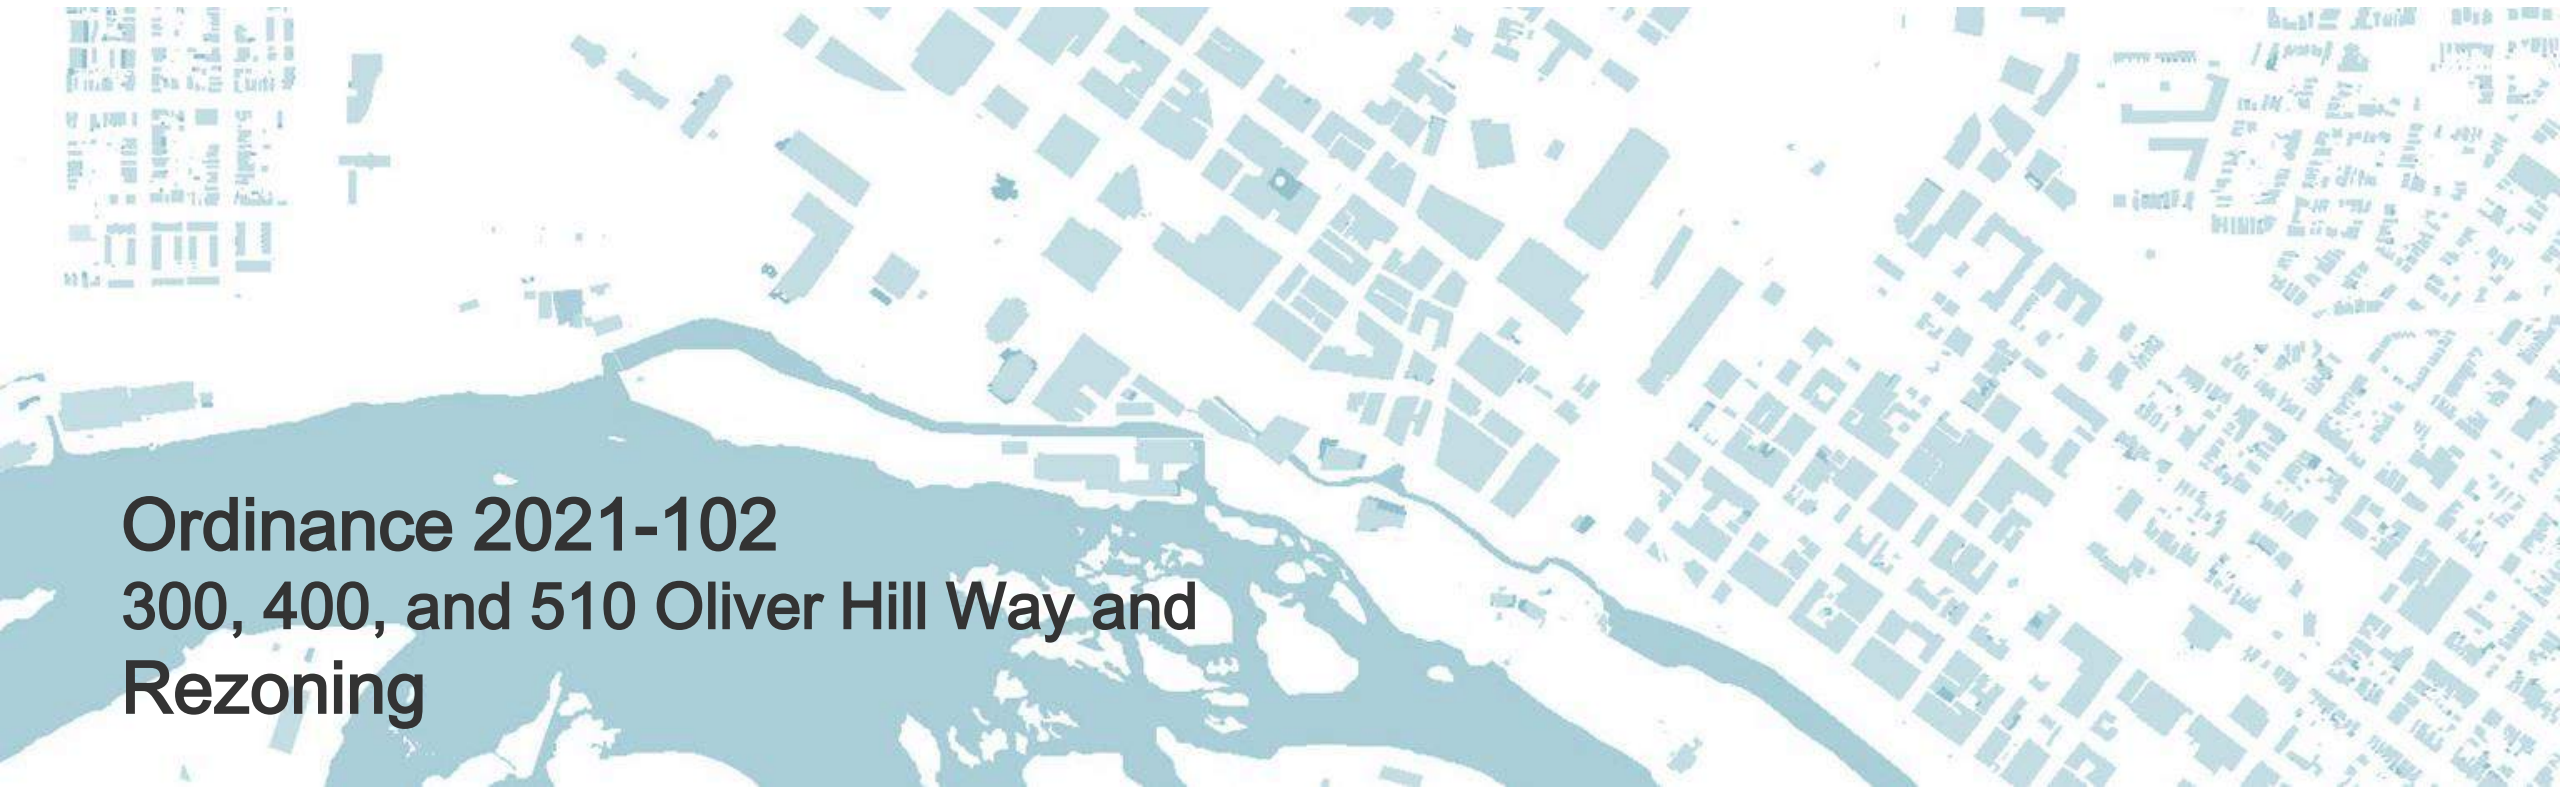 Ordinance 2021-102
300, 400, and 510 Oliver Hill Way and
Rezoning